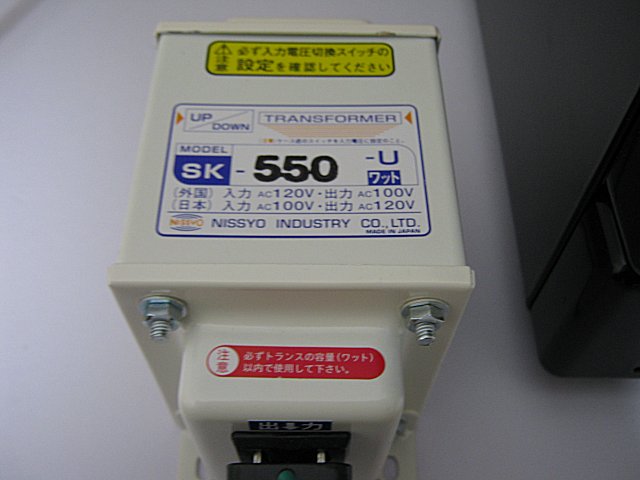 注意 必ず入力電圧切換スイッチの
設定を確認してください
UP/DOWN TRANSFORMER
MODEL
SK-550-U
ワット
(外国) 入力 AC120V・出力 AC100V
(日本) 入力 AC100V・出力 AC120V
NISSYO NISSYO INDUSTRY CO.,LTD.
MADE IN JAPAN
注意 必ずトランスの容量(ワット)
以内で使用して下さい。
出力